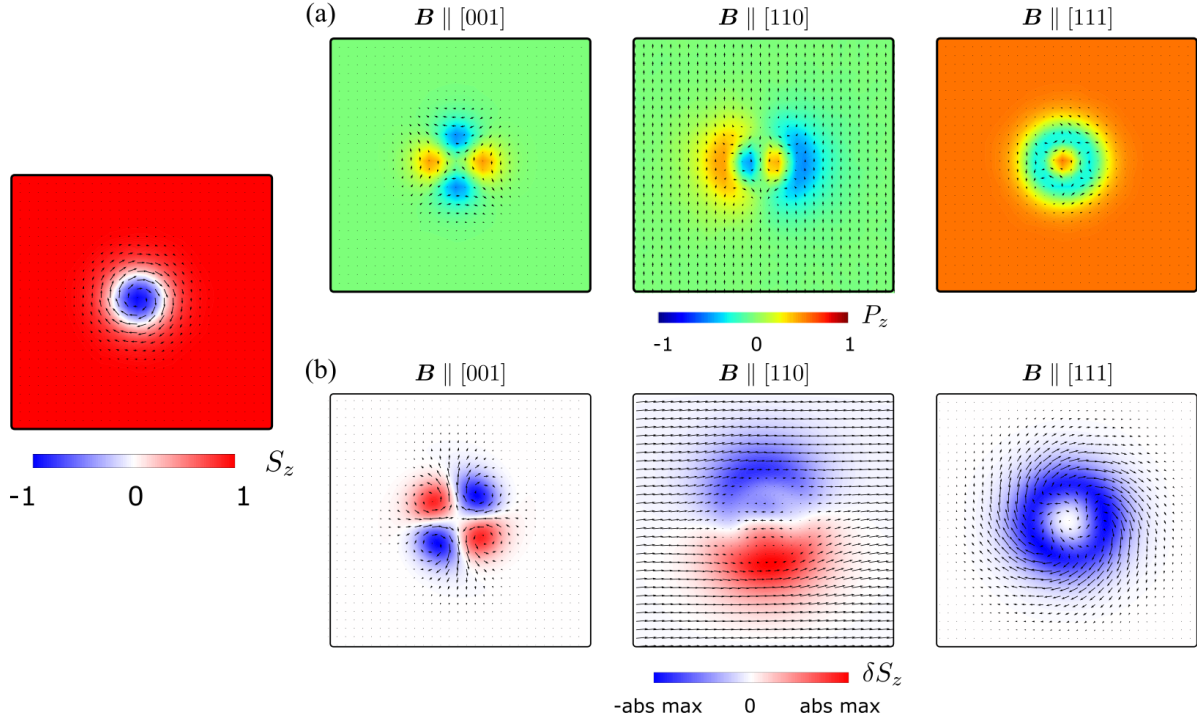 (a)
B ∥ [001]
B ∥ [110]
B ∥ [111]
P_z
-1 0 1
(b)
B ∥ [001]
B ∥ [110]
B ∥ [111]
S_z
-1 0 1
δS_z
-abs max 0 abs max